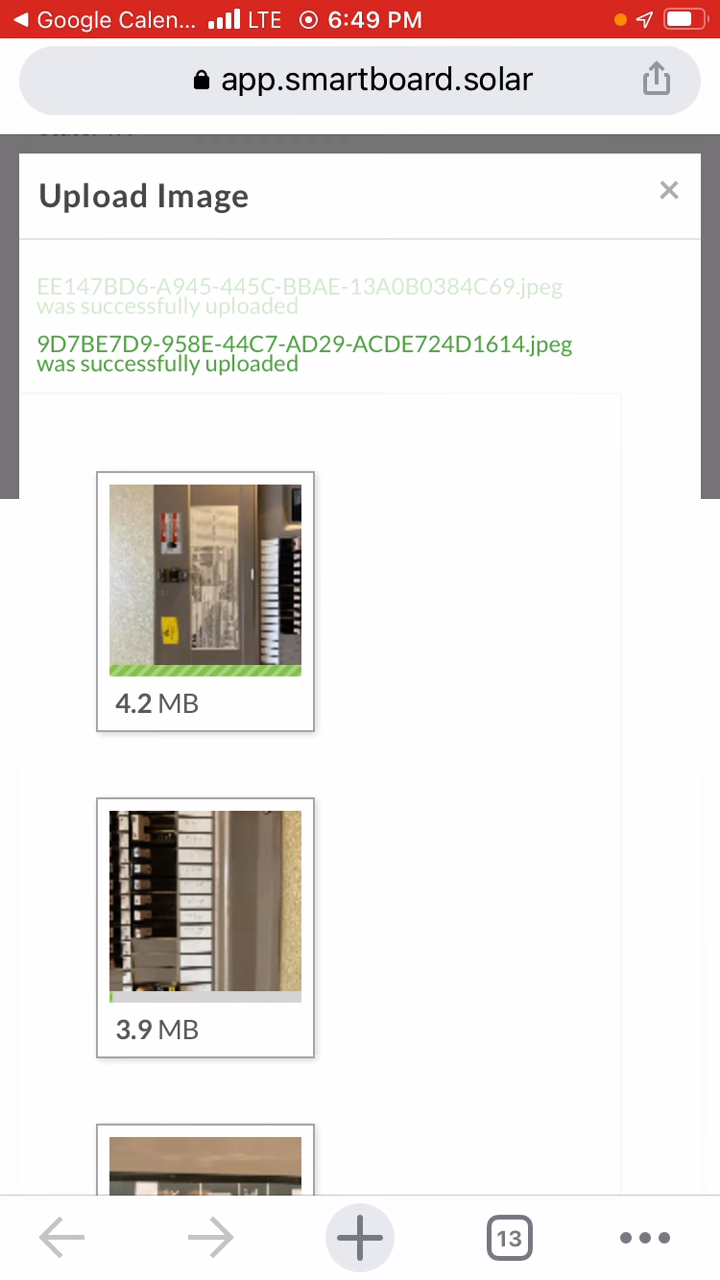 Google Calen... LTE 6:49 PM
app.smartboard.solar
Upload Image
EE147BD6-A945-445C-BBAE-13A0B0384C69.jpeg
was successfully uploaded
9D7BE7D9-958E-44C7-AD29-ACDE724D1614.jpeg
was successfully uploaded
4.2 MB
3.9 MB
13